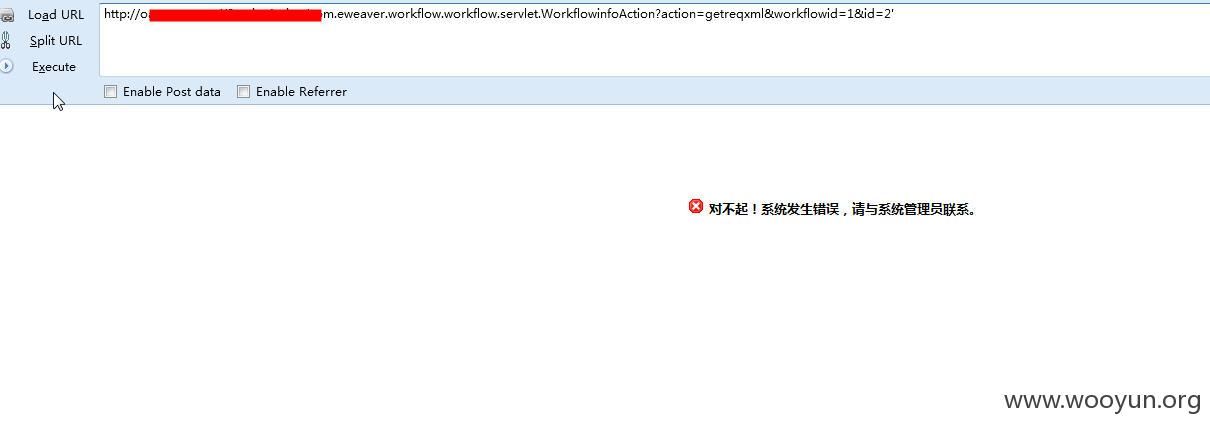 Load URL
http://o
om.eweaver.workflow.workflow.servlet.WorkflowinfoAction?action=getreqxml&workflowid=1&id=2'
Split URL
Execute
Enable Post data
Enable Referrer
对不起！系统发生错误，请与系统管理员联系。
www.wooyun.org